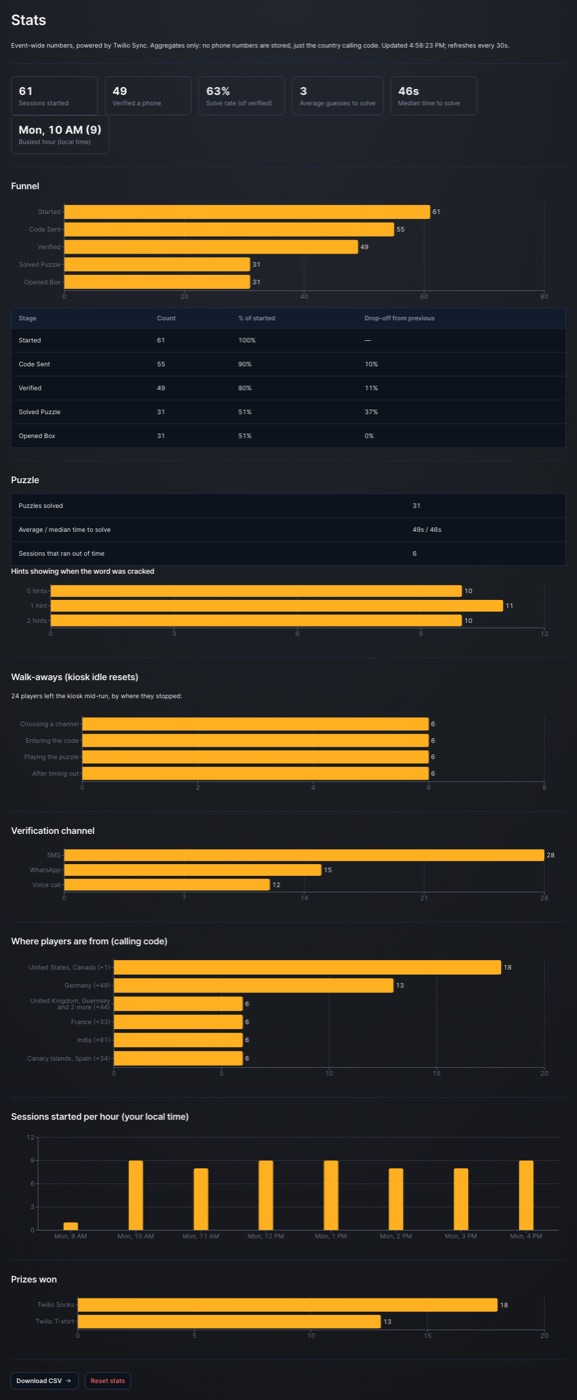 Stats
Event-wide numbers, powered by Twilio Sync. Aggregates only: no phone numbers are stored, just the country calling code. Updated 4:58:23 PM; refreshes every 30s.
61
Sessions started
49
Verified a phone
63%
Solve rate (of verified)
3
Average guesses to solve
46s
Median time to solve
Mon, 10 AM (9)
Busiest hour (local time)
Funnel
Started 61
Code Sent 55
Verified 49
Solved Puzzle 31
Opened Box 31
0 20 40 60 80
Stage Count % of started Drop-off from previous
Started 61 100% —
Code Sent 55 90% 10%
Verified 49 80% 11%
Solved Puzzle 31 51% 37%
Opened Box 31 51% 0%
Puzzle
Puzzles solved 31
Average / median time to solve 49s / 46s
Sessions that ran out of time 6
Hints showing when the word was cracked
0 hints 10
1 hint 11
2 hints 10
0 3 6 9 12
Walk-aways (kiosk idle resets)
24 players left the kiosk mid-run, by where they stopped:
Choosing a channel 6
Entering the code 6
Playing the puzzle 6
After timing out 6
0 2 4 6 8
Verification channel
SMS 28
WhatsApp 15
Voice call 12
0 7 14 21 28
Where players are from (calling code)
United States, Canada (+1) 18
Germany (+49) 13
United Kingdom, Guernsey
and 2 more (+44) 6
France (+33) 6
India (+91) 6
Canary Islands, Spain (+34) 6
0 5 10 15 20
Sessions started per hour (your local time)
12
9
6
3
0
Mon, 9 AM Mon, 10 AM Mon, 11 AM Mon, 12 PM Mon, 1 PM Mon, 2 PM Mon, 3 PM Mon, 4 PM
Prizes won
Twilio Socks 18
Twilio T-shirt 13
0 5 10 15 20
Download CSV → Reset stats